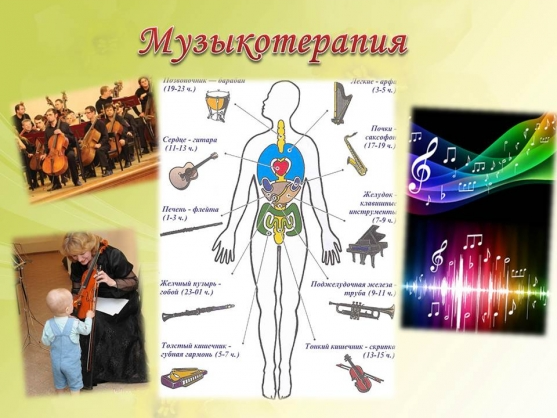 Музыкотерапия
Позвоночник — барабан
(19-23 ч.)
Легкие - арфа
(3-5 ч.)
Сердце - гитара
(11-13 ч.)
Почки -
саксофон
(17-19 ч.)
Печень - флейта
(1-3 ч.)
Желудок -
клавишные
инструменты
(7-9 ч.)
Желчный пузырь -
гобой (23-01 ч.)
Поджелудочная железа -
труба (9-11 ч.)
Толстый кишечник -
губная гармонь (5-7 ч.)
Тонкий кишечник - скрипка
(13-15 ч.)